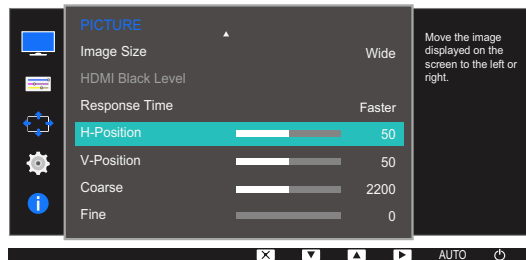 PICTURE
Image Size Wide
HDMI Black Level
Response Time Faster
H-Position 50
V-Position 50
Coarse 2200
Fine 0
Move the image
displayed on the
screen to the left or
right.
AUTO